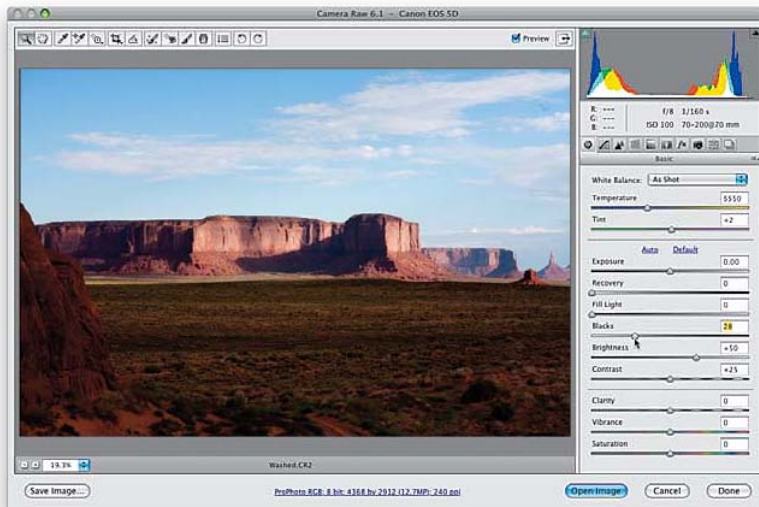 Camera Raw 6.1 - Canon EOS 5D
Preview
R: ---
G: ---
B: ---
f/8 1/160 s
ISO 100 70-200@70 mm
Basic
White Balance: As Shot
Temperature 5550
Tint +2
Auto Default
Exposure 0.00
Recovery 0
Fill Light 0
Blacks 28
Brightness +50
Contrast +25
Clarity 0
Vibrance 0
Saturation 0
19.3% Washed.CR2
Save Image... ProPhoto RGB; 8 bit; 4368 by 2912 (12.7MP); 240 ppi Open Image Cancel Done